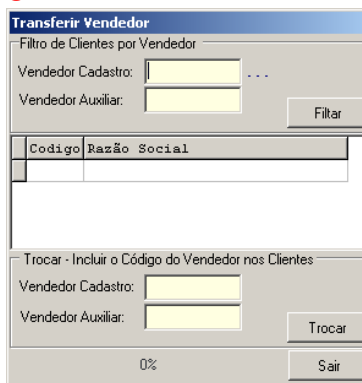 Transferir Vendedor
Filtro de Clientes por Vendedor
Vendedor Cadastro: ...
Vendedor Auxiliar:
Filtar
Codigo Razão Social
Trocar - Incluir o Código do Vendedor nos Clientes
Vendedor Cadastro:
Vendedor Auxiliar:
Trocar
0% Sair